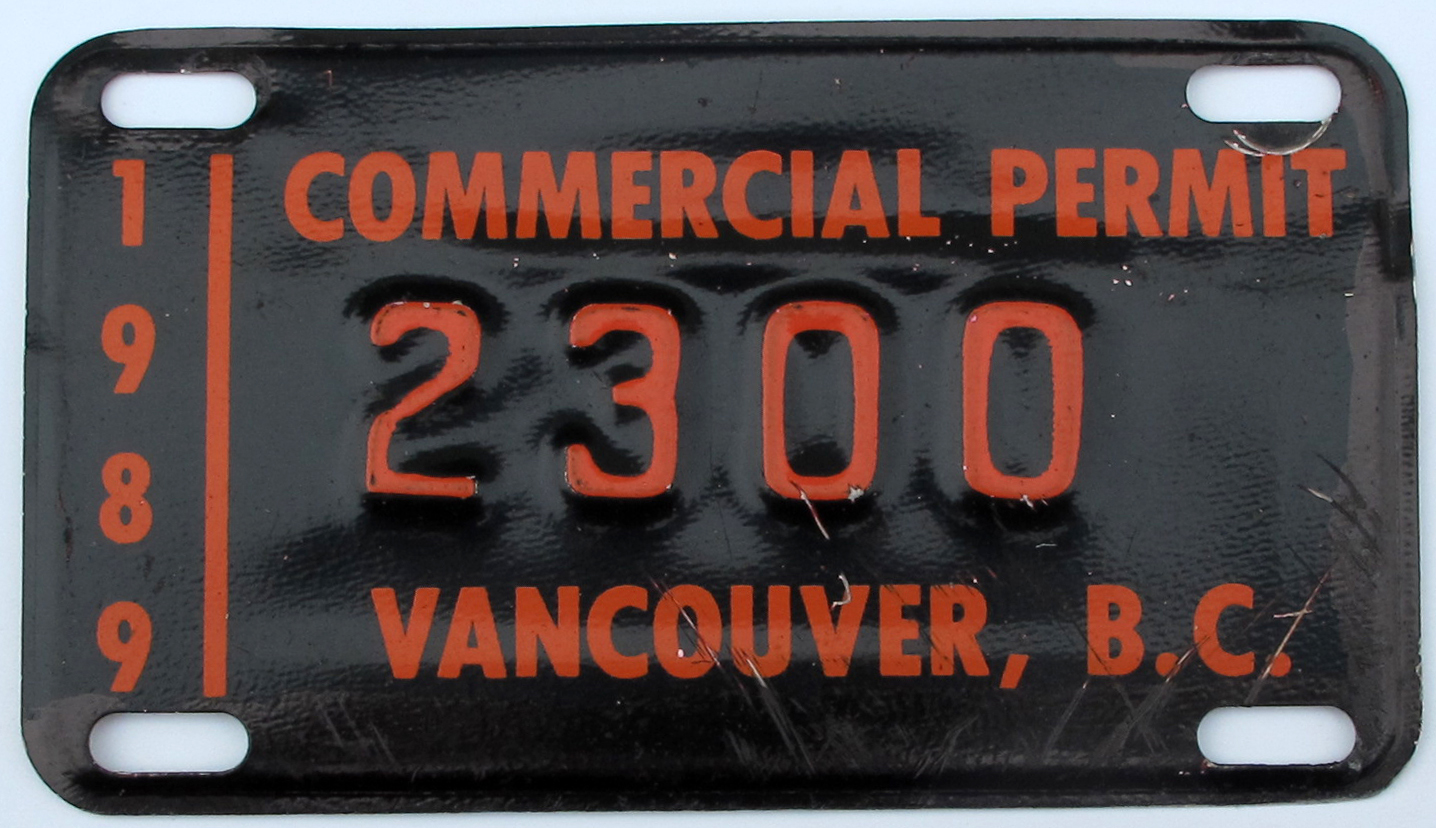 1989
COMMERCIAL PERMIT
2300
VANCOUVER, B.C.